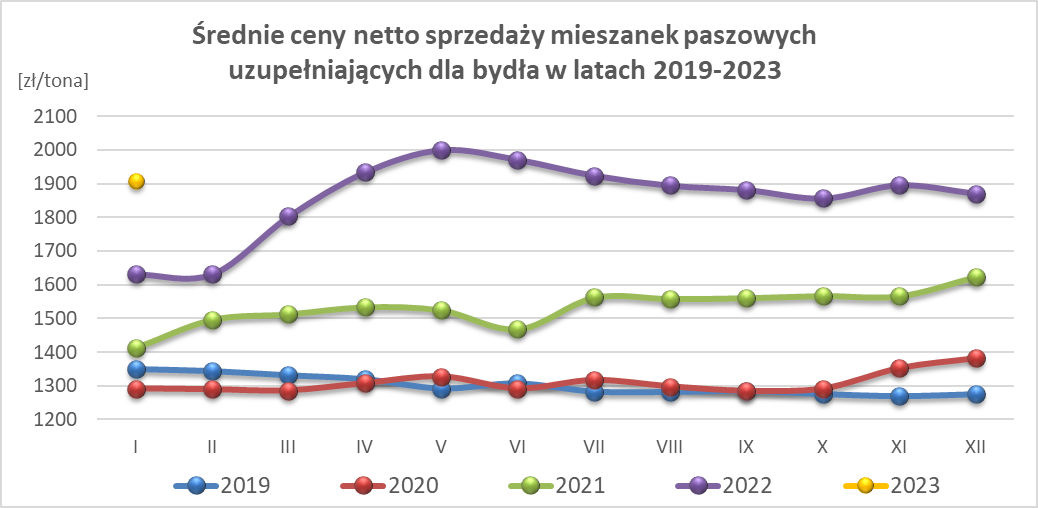 Średnie ceny netto sprzedaży mieszanek paszowych
uzupełniających dla bydła w latach 2019-2023
[zł/tona]
2100
2000
1900
1800
1700
1600
1500
1400
1300
1200
I II III IV V VI VII VIII IX X XI XII
2019 2020 2021 2022 2023